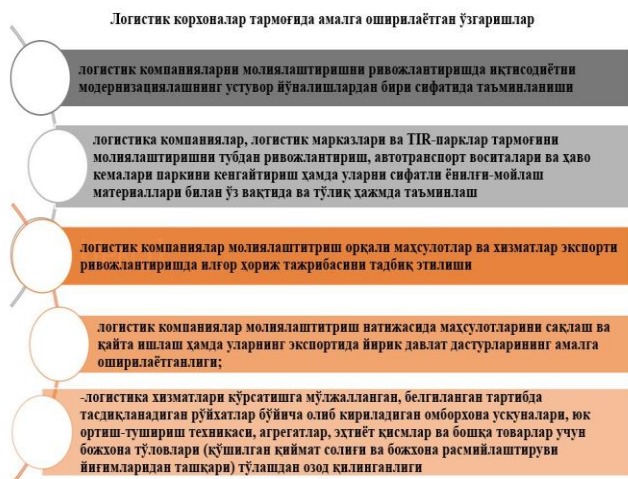 Логистик корхоналар тармоғида амалга оширилаётган ўзгаришлар
логистик компанияларни молиялаштиришни ривожлантиришда иқтисодиётни
модернизациялашнинг устувор йўналишлардан бири сифатида таъминланиши
логистика компаниялар, логистик марказлари ва TIR-парклар тармоғини
молиялаштиришни тубдан ривожлантириш, автотранспорт воситалари ва ҳаво
кемалари паркини кенгайтириш ҳамда уларни сифатли ёнилғи-мойлаш
материаллари билан ўз вақтида ва тўлиқ ҳажмда таъминлаш
логистик компаниялар молиялаштитриш орқали маҳсулотлар ва хизматлар экспорти
ривожлантиришда илғор хориж тажрибасини тадбиқ этилиши
логистик компаниялар молиялаштитриш натижасида маҳсулотларини сақлаш ва
қайта ишлаш ҳамда уларнинг экспортида йирик давлат дастурларининг амалга
оширилаётганлиги;
-логистика хизматлари кўрсатишга мўлжалланган, белгиланган тартибда
тасдиқланадиган рўйхатлар бўйича олиб кириладиган омборхона ускуналари, юк
ортиш-тушириш техникаси, агрегатлар, эҳтиёт қисмлар ва бошқа товарлар учун
божхона тўловлари (қўшилган қиймат солиғи ва божхона расмийлаштируви
йиғимларидан ташқари) тўлашдан озод қилинганлиги